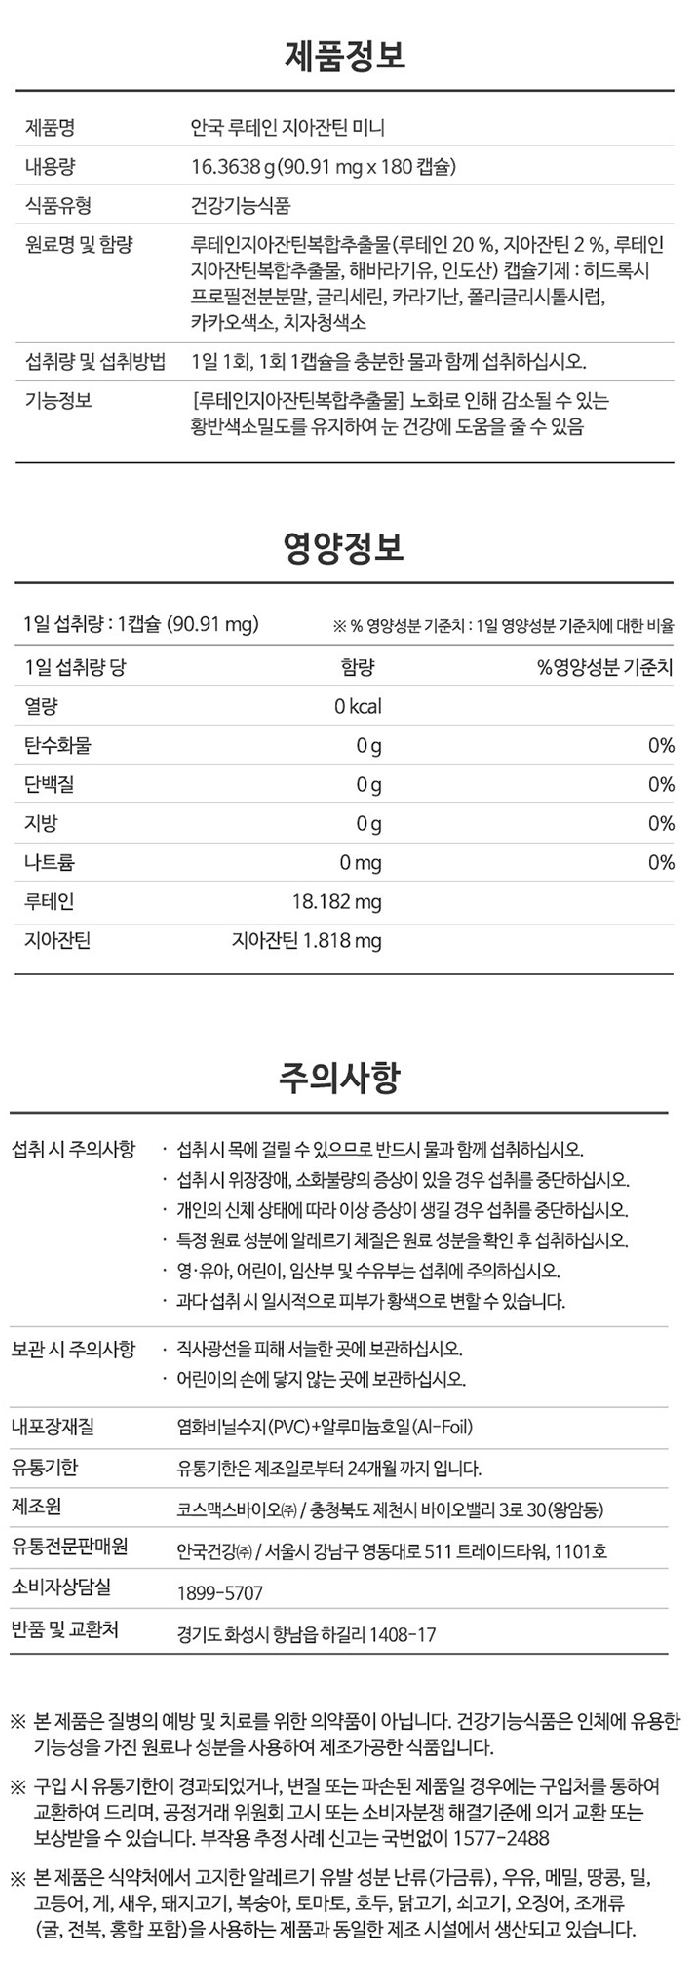 제품정보
제품명 안국 루테인 지아잔틴 미니
내용량 16.3638 g (90.91 mg x 180 캡슐)
식품유형 건강기능식품
원료명 및 함량 루테인지아잔틴복합추출물(루테인 20 %, 지아잔틴 2 %, 루테인
지아잔틴복합추출물, 해바라기유, 인도산) 캡슐기제 : 히드록시
프로필전분분말, 글리세린, 카라기난, 폴리글리시톨시럽,
카카오색소, 치자청색소
섭취량 및 섭취방법 1일 1회, 1회 1캡슐을 충분한 물과 함께 섭취하십시오.
기능정보 [루테인지아잔틴복합추출물] 노화로 인해 감소될 수 있는
황반색소밀도를 유지하여 눈 건강에 도움을 줄 수 있음
영양정보
1일 섭취량 : 1캡슐 (90.91 mg) ※ % 영양성분 기준치 : 1일 영양성분 기준치에 대한 비율
1일 섭취량 당 함량 %영양성분 기준치
열량 0 kcal
탄수화물 0 g 0%
단백질 0 g 0%
지방 0 g 0%
나트륨 0 mg 0%
루테인 18.182 mg
지아잔틴 지아잔틴 1.818 mg
주의사항
섭취 시 주의사항 · 섭취 시 목에 걸릴 수 있으므로 반드시 물과 함께 섭취하십시오.
· 섭취 시 위장장애, 소화불량의 증상이 있을 경우 섭취를 중단하십시오.
· 개인의 신체 상태에 따라 이상 증상이 생길 경우 섭취를 중단하십시오.
· 특정 원료 성분에 알레르기 체질은 원료 성분을 확인 후 섭취하십시오.
· 영·유아, 어린이, 임산부 및 수유부는 섭취에 주의하십시오.
· 과다 섭취 시 일시적으로 피부가 황색으로 변할 수 있습니다.
보관 시 주의사항 · 직사광선을 피해 서늘한 곳에 보관하십시오.
· 어린이의 손에 닿지 않는 곳에 보관하십시오.
내포장재질 염화비닐수지(PVC)+알루미늄호일(Al-Foil)
유통기한 유통기한은 제조일로부터 24개월 까지 입니다.
제조원 코스맥스바이오㈜ / 충청북도 제천시 바이오밸리 3로 30 (왕암동)
유통전문판매원 안국건강㈜ / 서울시 강남구 영동대로 511 트레이드타워, 1101호
소비자상담실 1899-5707
반품 및 교환처 경기도 화성시 향남읍 하길리 1408-17
※ 본 제품은 질병의 예방 및 치료를 위한 의약품이 아닙니다. 건강기능식품은 인체에 유용한
기능성을 가진 원료나 성분을 사용하여 제조가공한 식품입니다.
※ 구입 시 유통기한이 경과되었거나, 변질 또는 파손된 제품일 경우에는 구입처를 통하여
교환하여 드리며, 공정거래 위원회 고시 또는 소비자분쟁 해결기준에 의거 교환 또는
보상받을 수 있습니다. 부작용 추정 사례 신고는 국번없이 1577-2488
※ 본 제품은 식약처에서 고지한 알레르기 유발 성분 난류(가금류), 우유, 메밀, 땅콩, 밀,
고등어, 게, 새우, 돼지고기, 복숭아, 토마토, 호두, 닭고기, 쇠고기, 오징어, 조개류
(굴, 전복, 홍합 포함)을 사용하는 제품과 동일한 제조 시설에서 생산되고 있습니다.